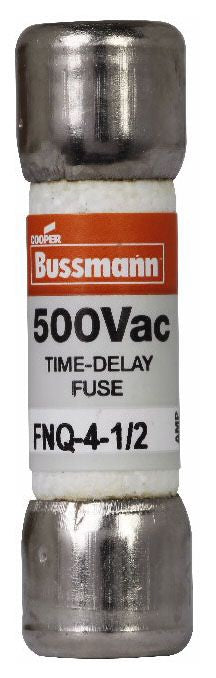 COOPER
Bussmann
500Vac
TIME-DELAY
FUSE
FNQ-4-1/2
AMP